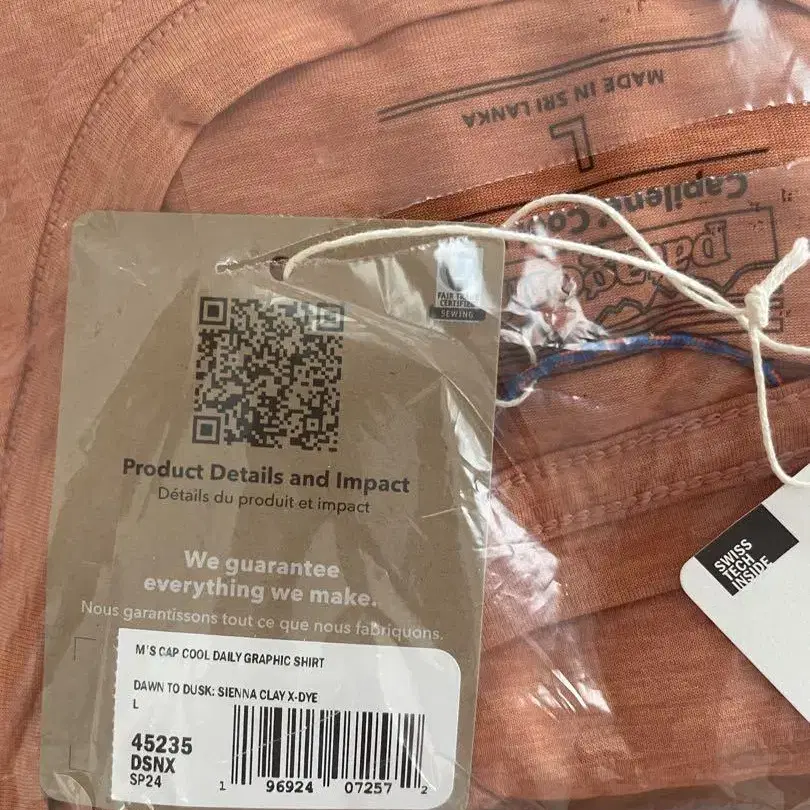 MADE IN SRI LANKA
L
Capilene® Cool
FAIR TRADE
CERTIFIED
SEWING
Product Details and Impact
Détails du produit et impact
We guarantee
everything we make.
Nous garantissons tout ce que nous fabriquons.
SWISS
TECH
INSIDE
M'S CAP COOL DAILY GRAPHIC SHIRT
DAWN TO DUSK: SIENNA CLAY X-DYE
L
45235
DSNX
SP24
1 96924 07257 2